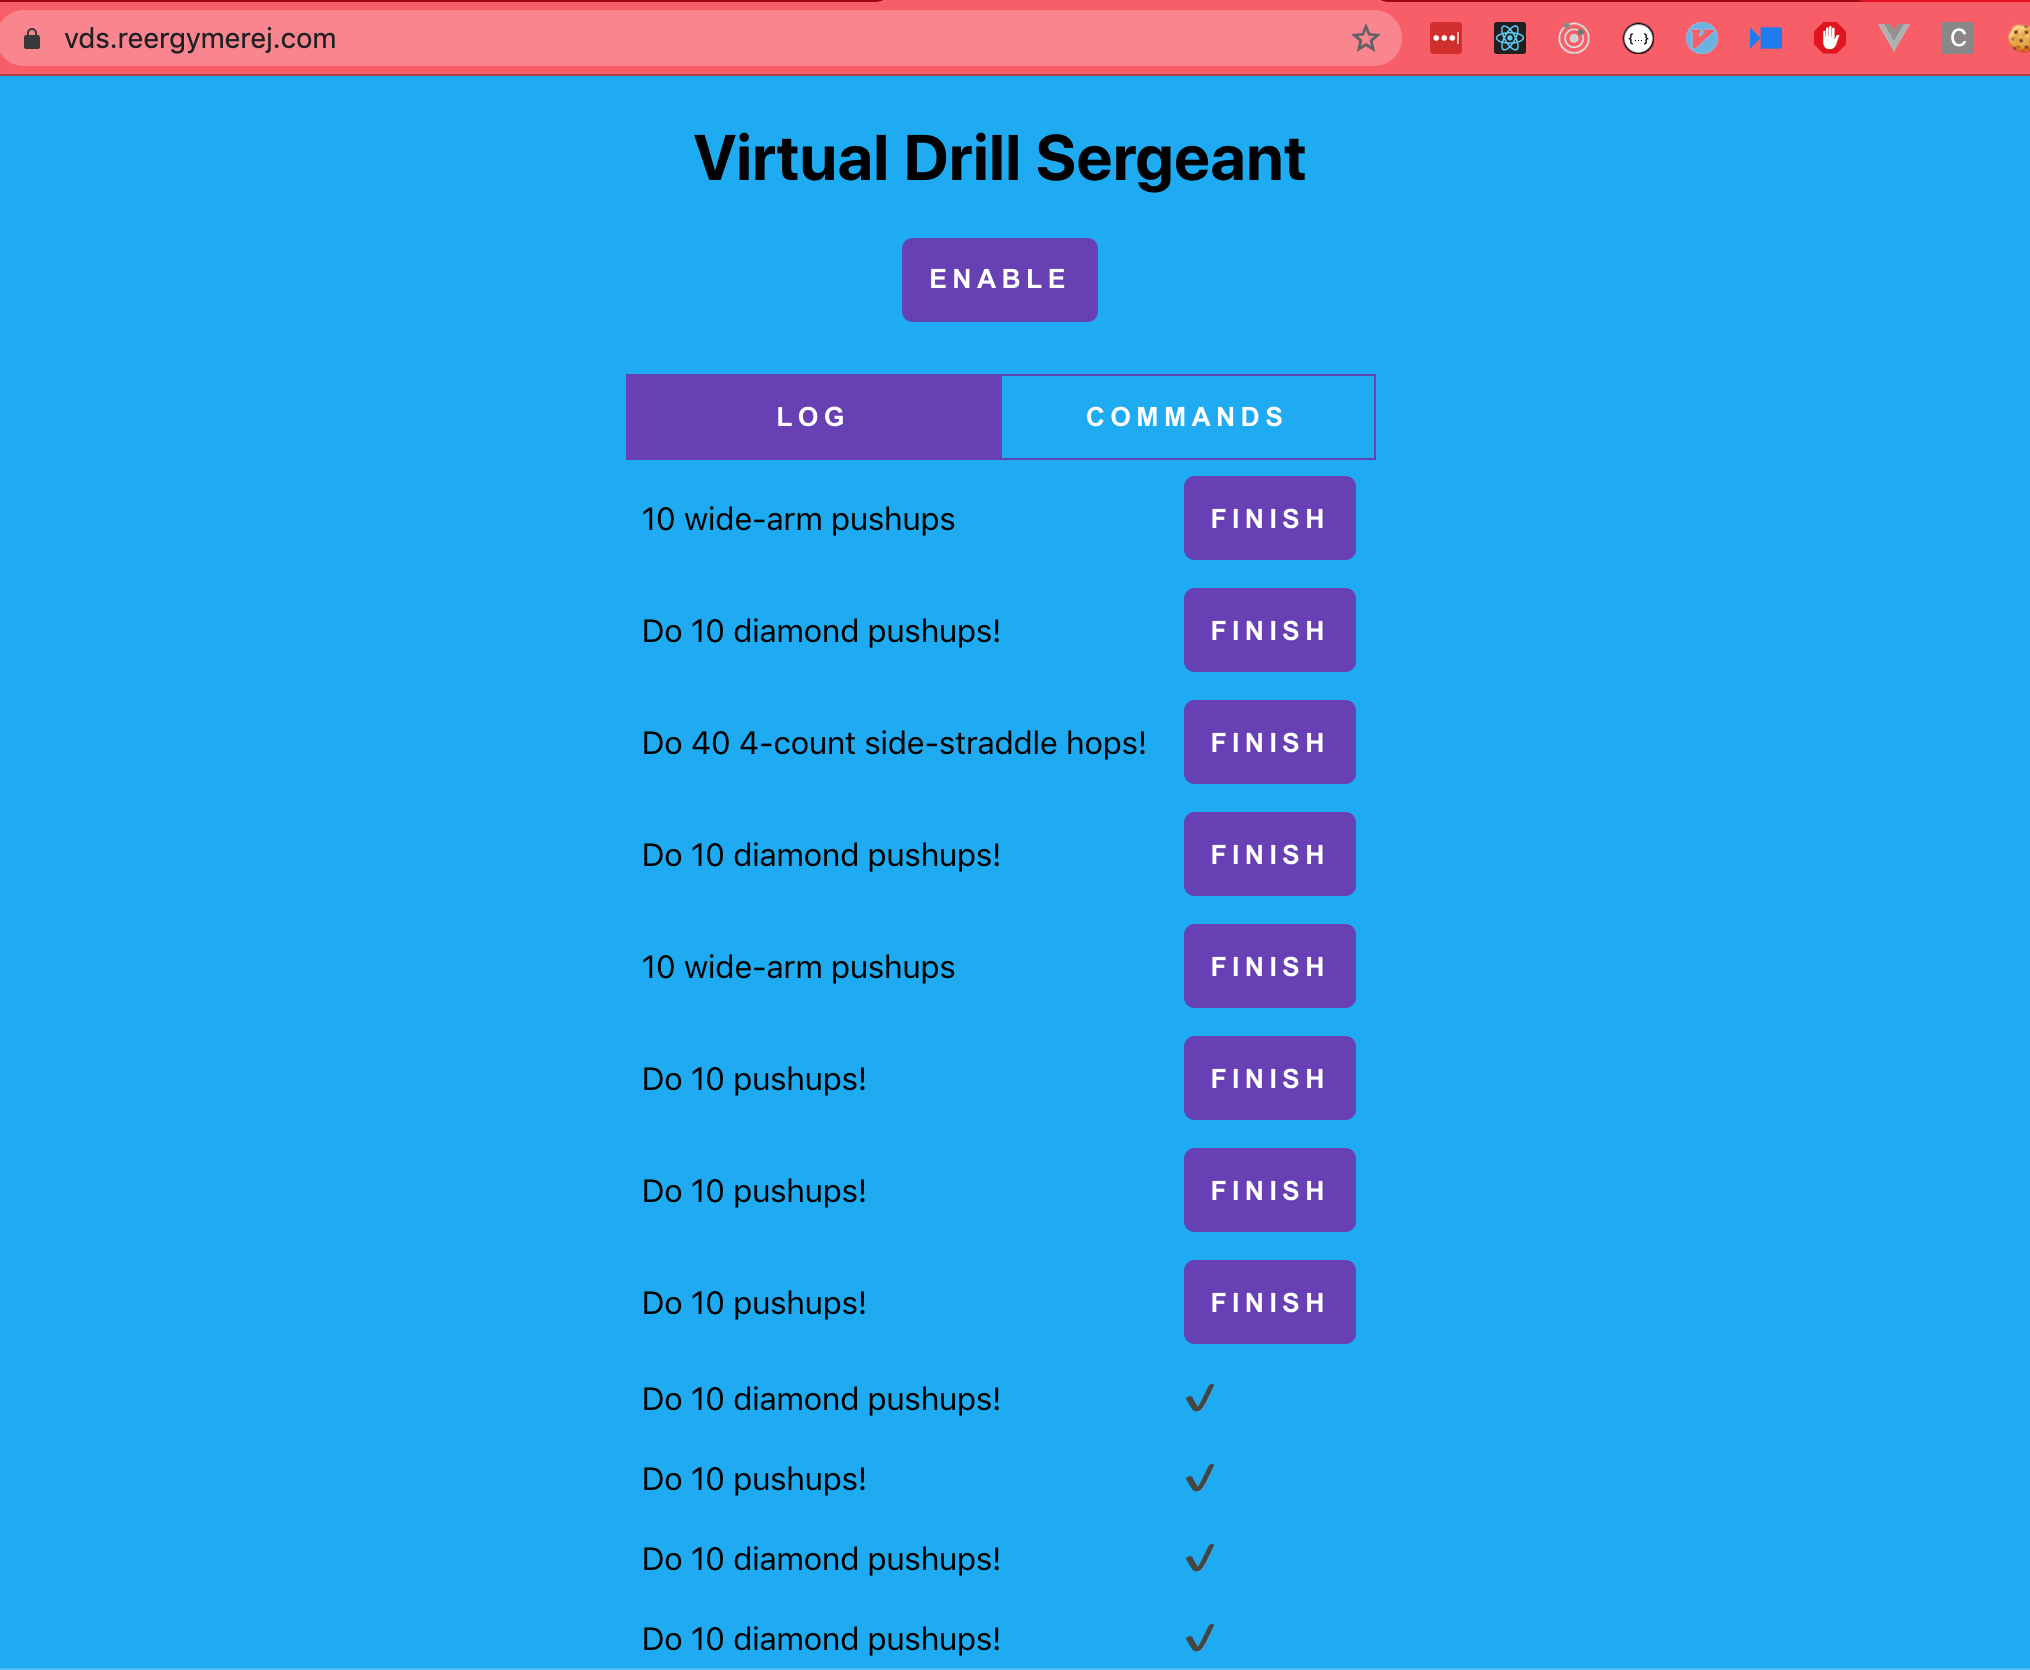 vds.reergymerej.com
{...}
C
Virtual Drill Sergeant
ENABLE
LOG COMMANDS
10 wide-arm pushups FINISH
Do 10 diamond pushups! FINISH
Do 40 4-count side-straddle hops! FINISH
Do 10 diamond pushups! FINISH
10 wide-arm pushups FINISH
Do 10 pushups! FINISH
Do 10 pushups! FINISH
Do 10 pushups! FINISH
Do 10 diamond pushups! ✔
Do 10 pushups! ✔
Do 10 diamond pushups! ✔
Do 10 diamond pushups! ✔